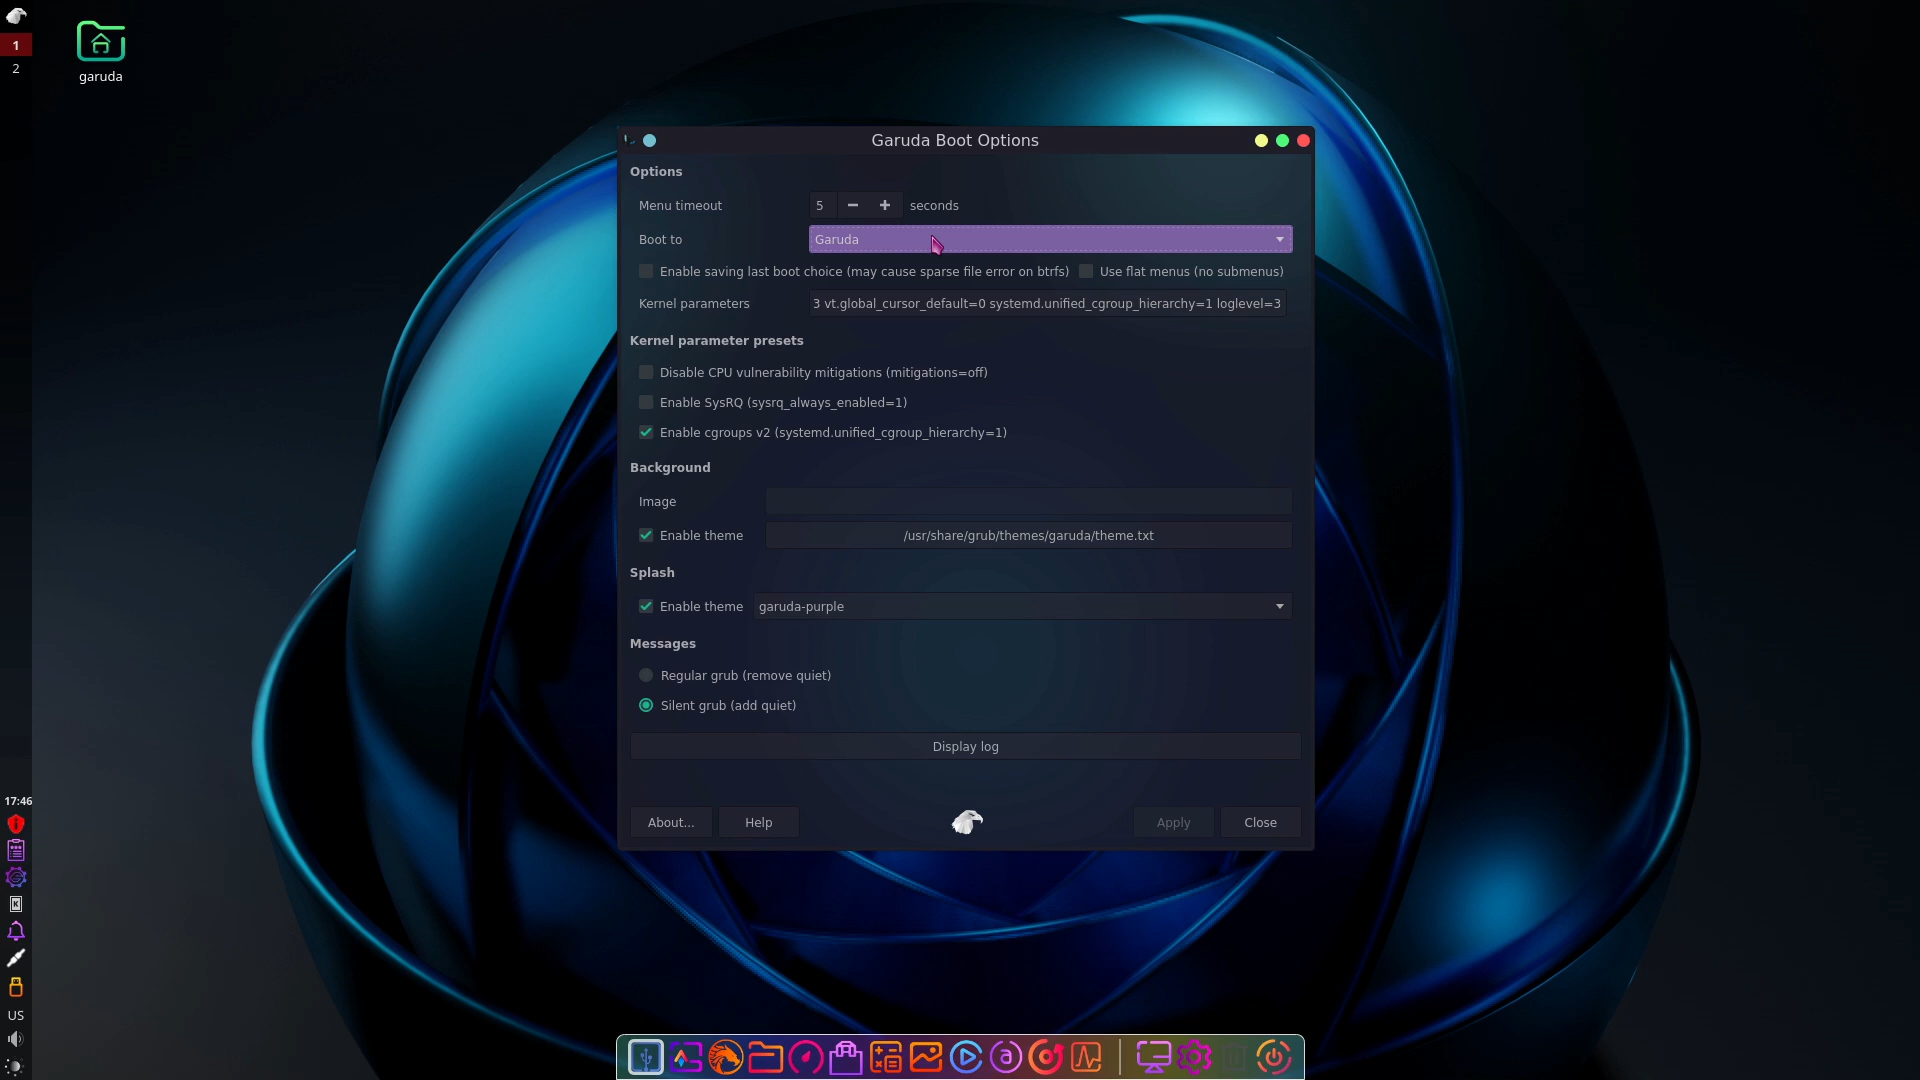 1
2
garuda
Garuda Boot Options
Options
Menu timeout 5 seconds
Boot to Garuda
Enable saving last boot choice (may cause sparse file error on btrfs) Use flat menus (no submenus)
Kernel parameters 3 vt.global_cursor_default=0 systemd.unified_cgroup_hierarchy=1 loglevel=3
Kernel parameter presets
Disable CPU vulnerability mitigations (mitigations=off)
Enable SysRQ (sysrq_always_enabled=1)
Enable cgroups v2 (systemd.unified_cgroup_hierarchy=1)
Background
Image
Enable theme /usr/share/grub/themes/garuda/theme.txt
Splash
Enable theme garuda-purple
Messages
Regular grub (remove quiet)
Silent grub (add quiet)
Display log
About... Help Apply Close
17:46
US